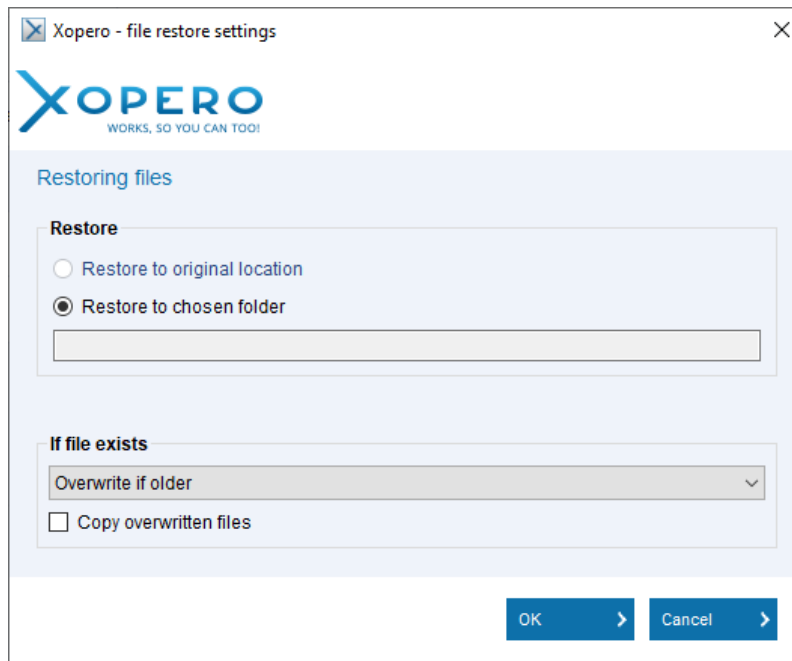 Xopero - file restore settings
XOPERO
WORKS, SO YOU CAN TOO!
Restoring files
Restore
Restore to original location
Restore to chosen folder
If file exists
Overwrite if older
Copy overwritten files
OK
Cancel